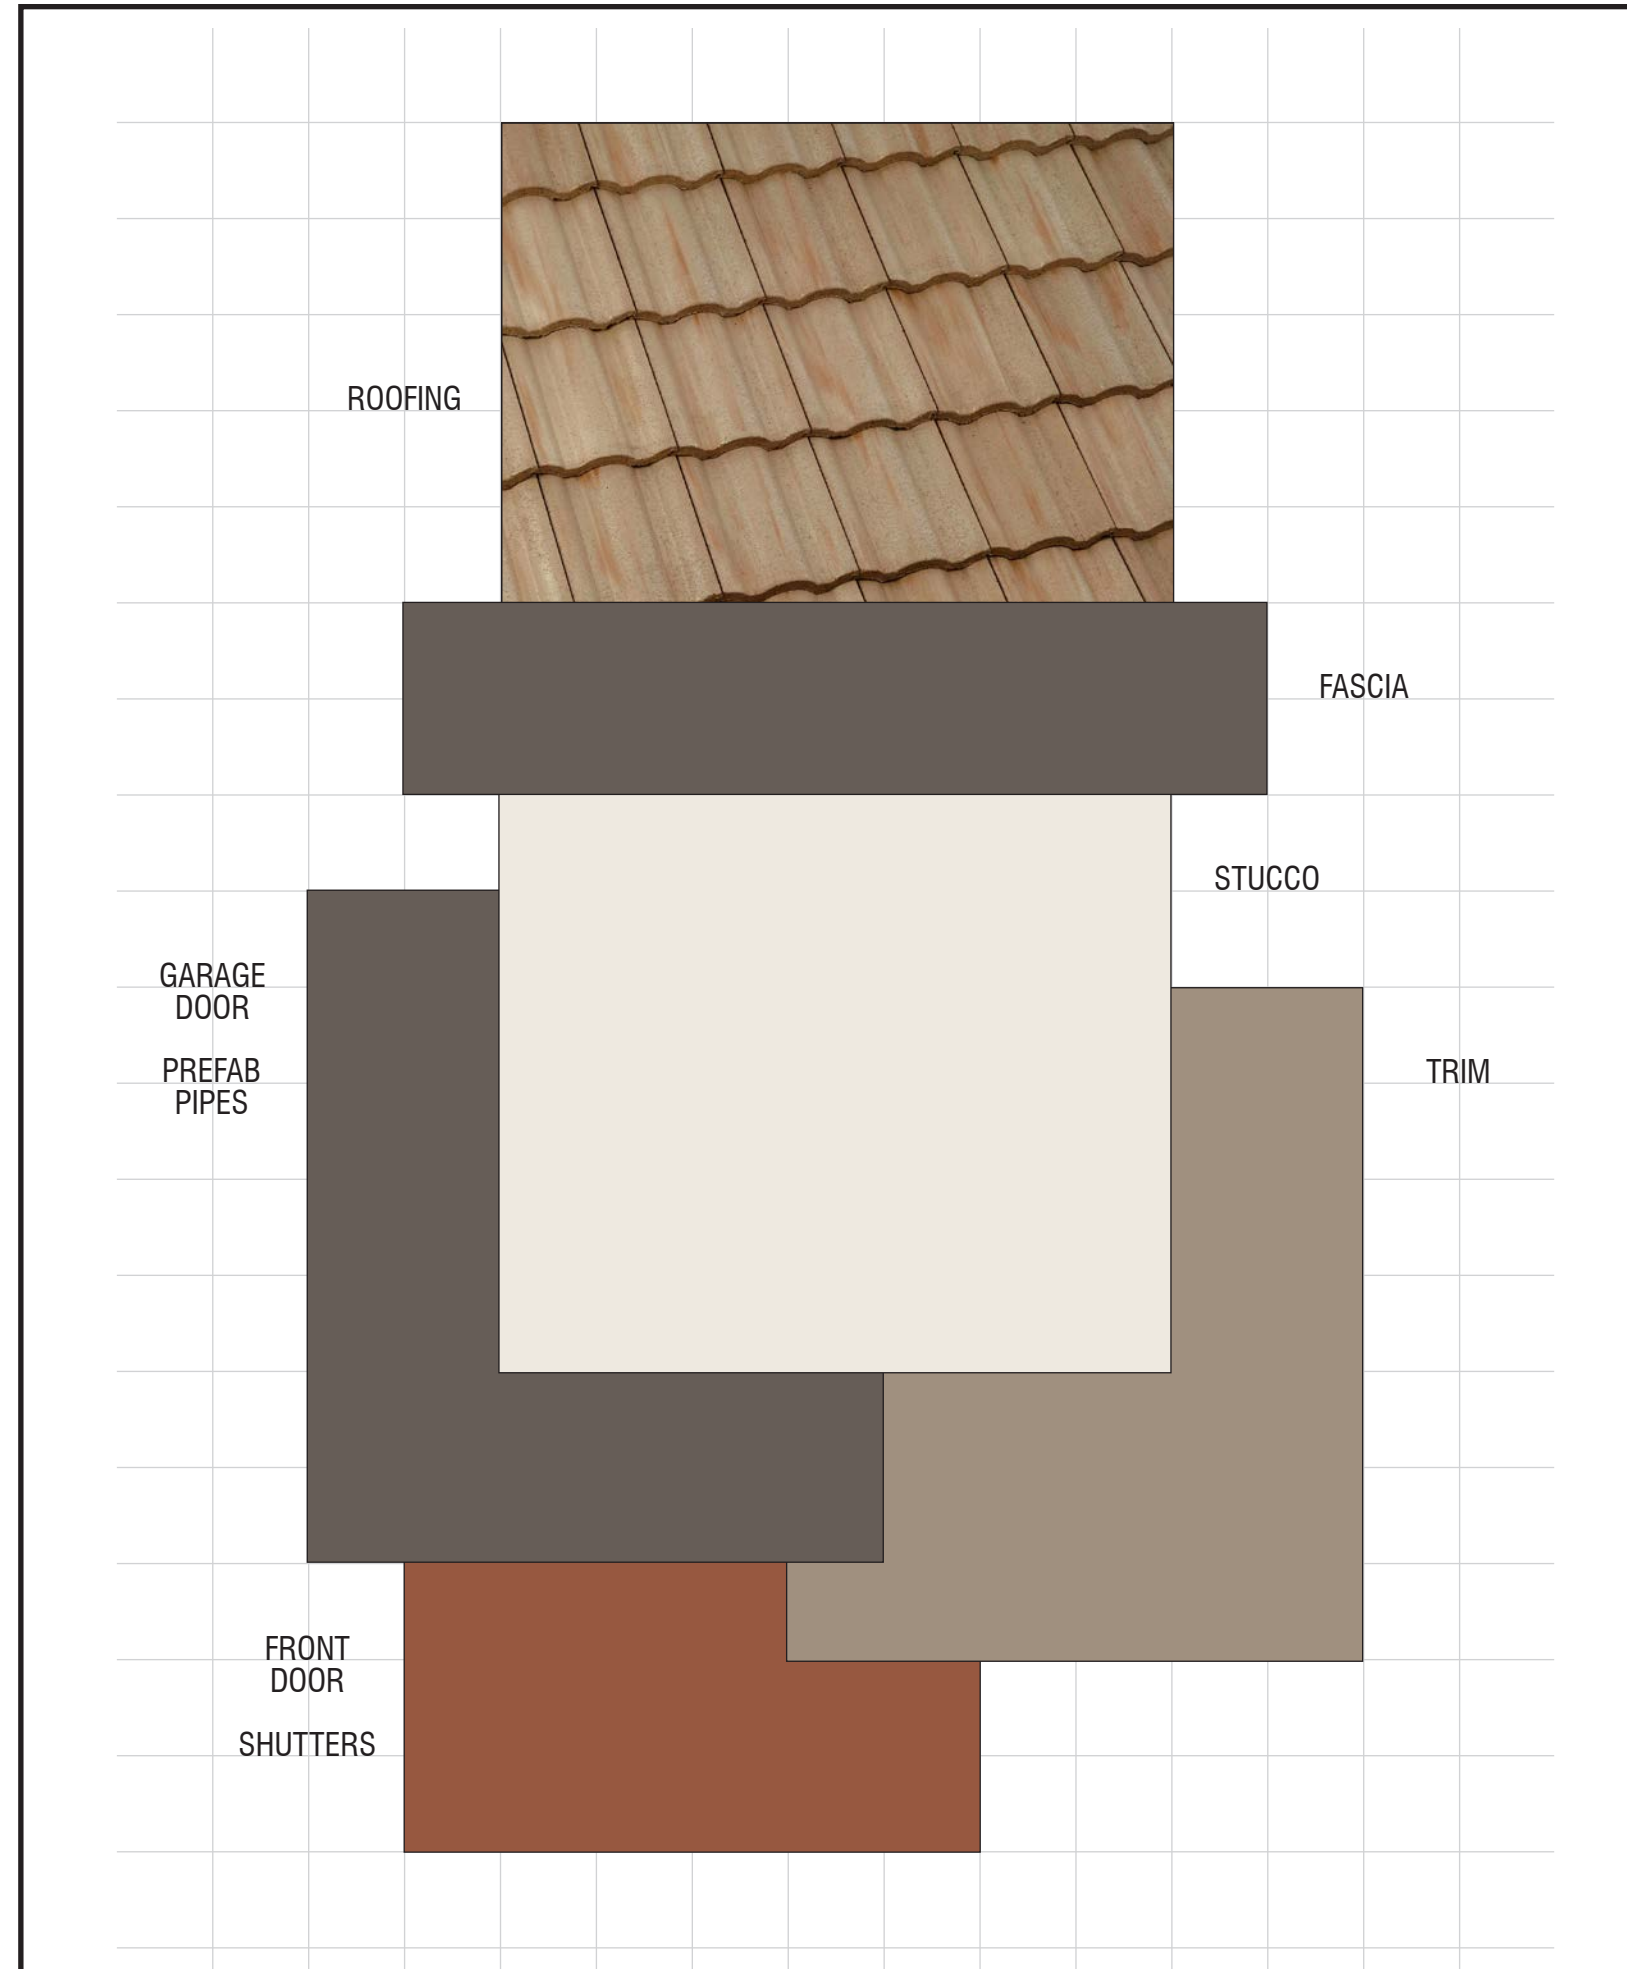 ROOFING
FASCIA
STUCCO
GARAGE
DOOR
PREFAB
PIPES
TRIM
FRONT
DOOR
SHUTTERS